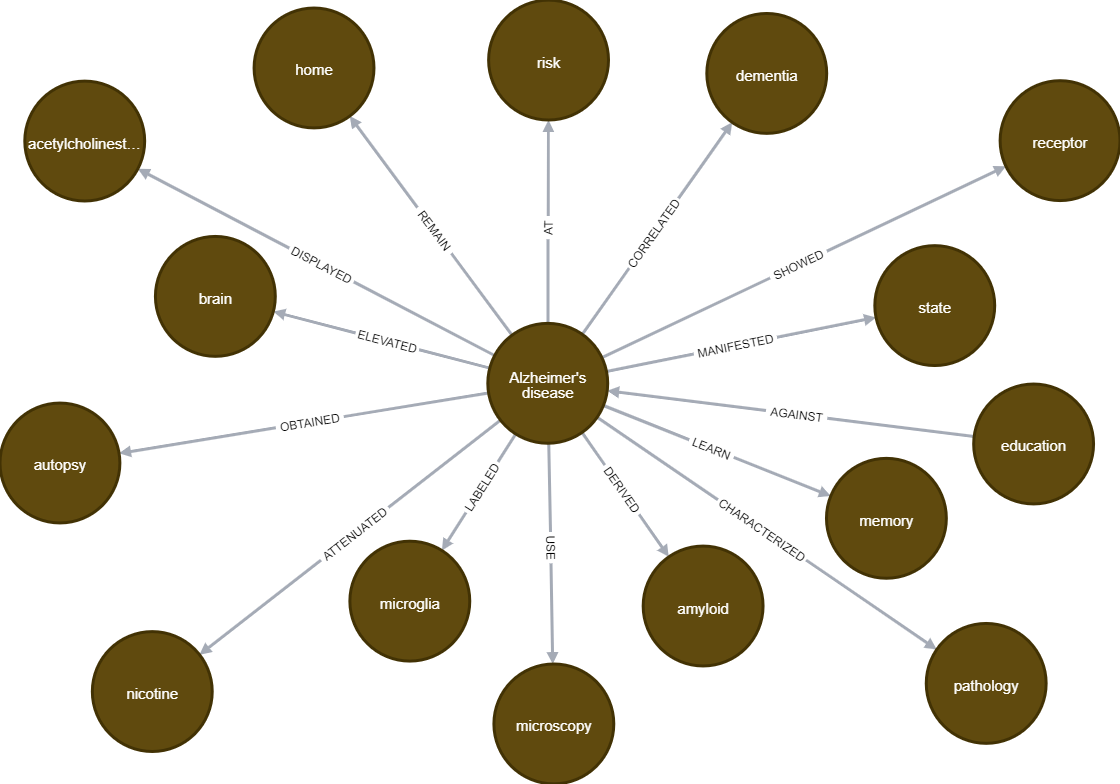 risk
home
dementia
acetylcholinest...
receptor
REMAIN
AT
CORRELATED
DISPLAYED
SHOWED
brain
state
ELEVATED
MANIFESTED
Alzheimer's
disease
AGAINST
OBTAINED
education
autopsy
LEARN
LABELED
DERIVED
memory
CHARACTERIZED
ATTENUATED
USE
microglia
amyloid
nicotine
pathology
microscopy